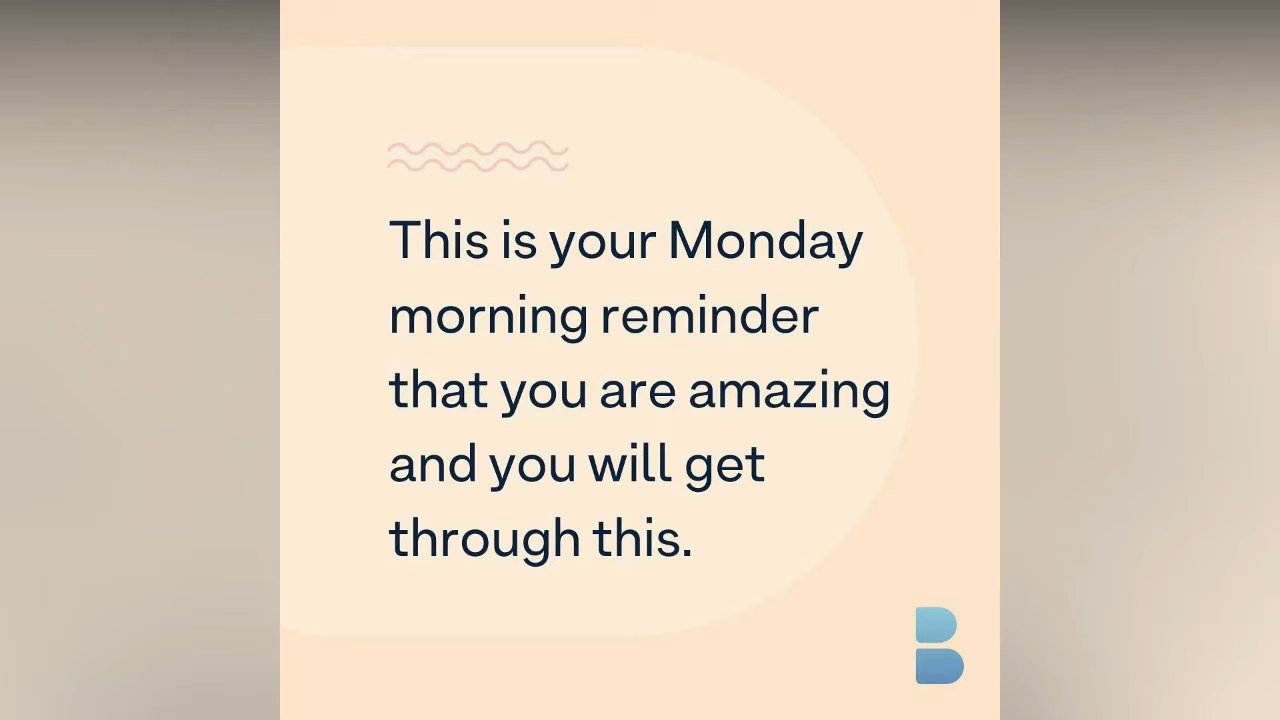 This is your Monday
morning reminder
that you are amazing
and you will get
through this.
B